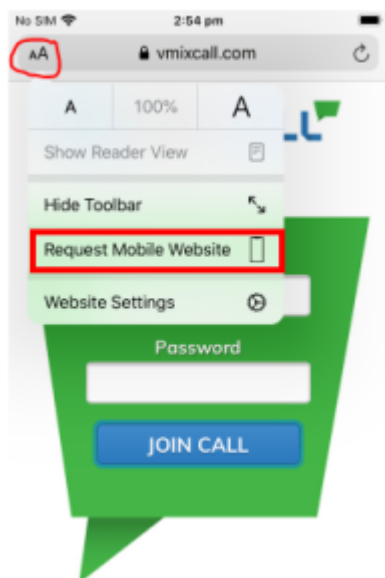 No SIM 2:54 pm
AA vmixcall.com
A 100% A
Show Reader View
Hide Toolbar
Request Mobile Website
Website Settings
Password
JOIN CALL